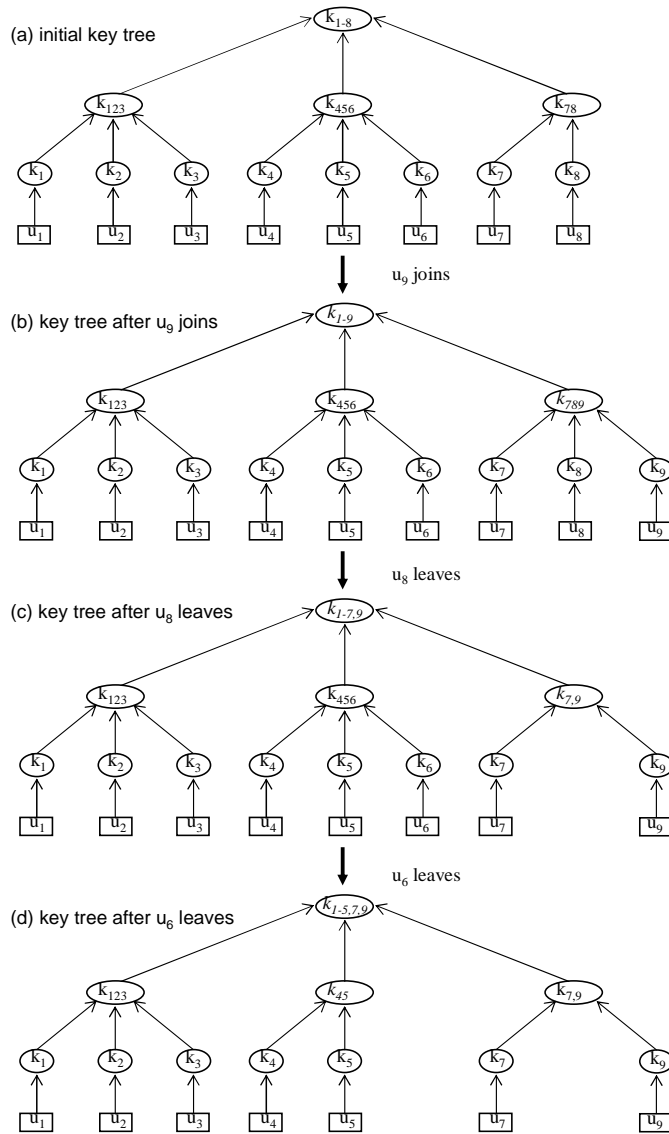 (a) initial key tree
k1-8
k123 k456 k78
k1 k2 k3 k4 k5 k6 k7 k8
u1 u2 u3 u4 u5 u6 u7 u8
u9 joins
(b) key tree after u9 joins
k1-9
k123 k456 k789
k1 k2 k3 k4 k5 k6 k7 k8 k9
u1 u2 u3 u4 u5 u6 u7 u8 u9
u8 leaves
(c) key tree after u8 leaves
k1-7,9
k123 k456 k7,9
k1 k2 k3 k4 k5 k6 k7 k9
u1 u2 u3 u4 u5 u6 u7 u9
u6 leaves
(d) key tree after u6 leaves
k1-5,7,9
k123 k45 k7,9
k1 k2 k3 k4 k5 k7 k9
u1 u2 u3 u4 u5 u7 u9